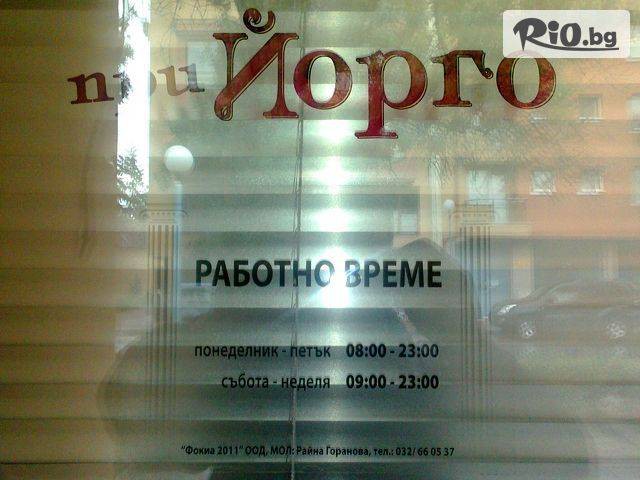 RiO.bg
при Йорго
РАБОТНО ВРЕМЕ
понеделник - петък 08:00 - 23:00
събота - неделя 09:00 - 23:00
"Фокиа 2011" ООД, МОЛ: Райна Горанова, тел.: 032/ 66 05 37